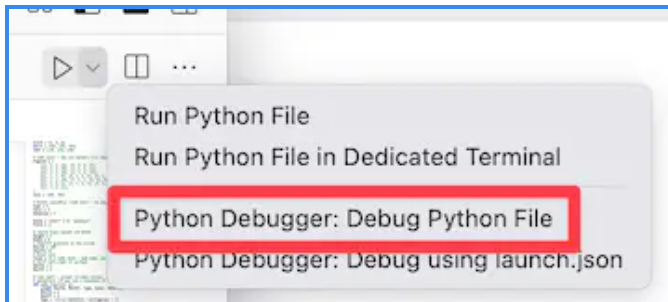 Run Python File
Run Python File in Dedicated Terminal
Python Debugger: Debug Python File
Python Debugger: Debug using launch.json